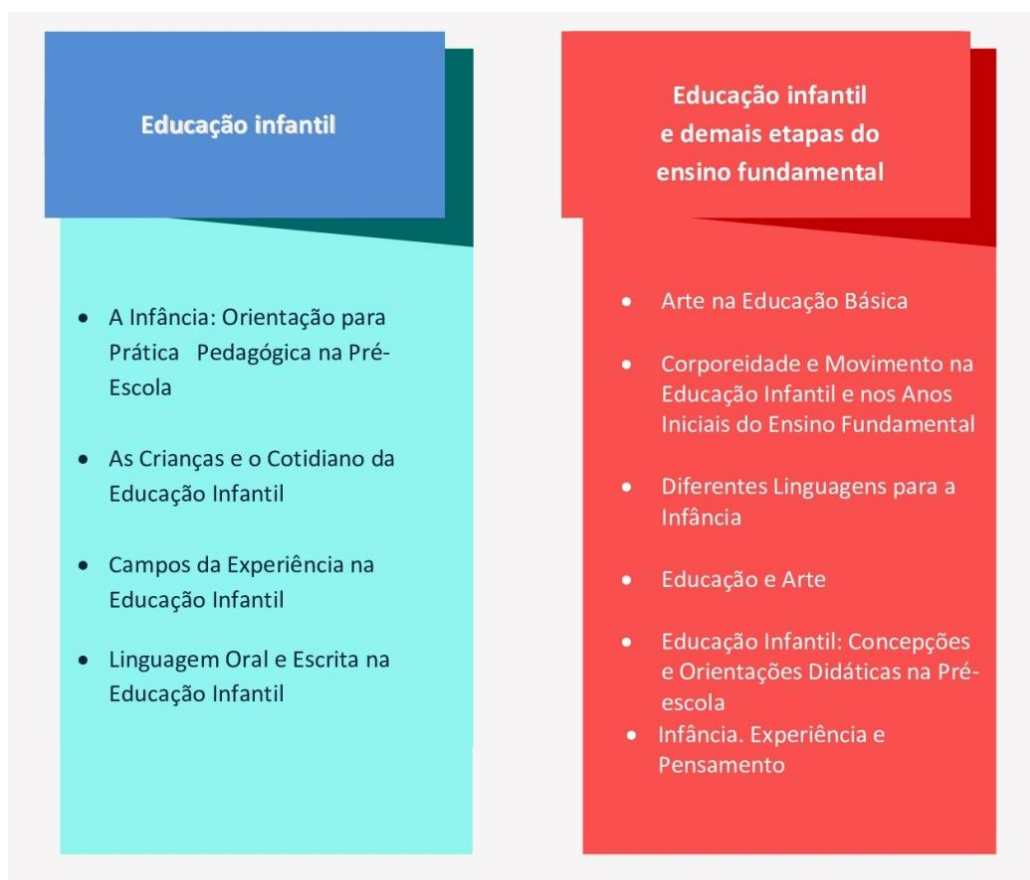 Educação infantil
• A Infância: Orientação para
Prática Pedagógica na Pré-
Escola
• As Crianças e o Cotidiano da
Educação Infantil
• Campos da Experiência na
Educação Infantil
• Linguagem Oral e Escrita na
Educação Infantil
Educação infantil
e demais etapas do
ensino fundamental
• Arte na Educação Básica
• Corporeidade e Movimento na
Educação Infantil e nos Anos
Iniciais do Ensino Fundamental
• Diferentes Linguagens para a
Infância
• Educação e Arte
• Educação Infantil: Concepções
e Orientações Didáticas na Pré-
escola
• Infância. Experiência e
Pensamento